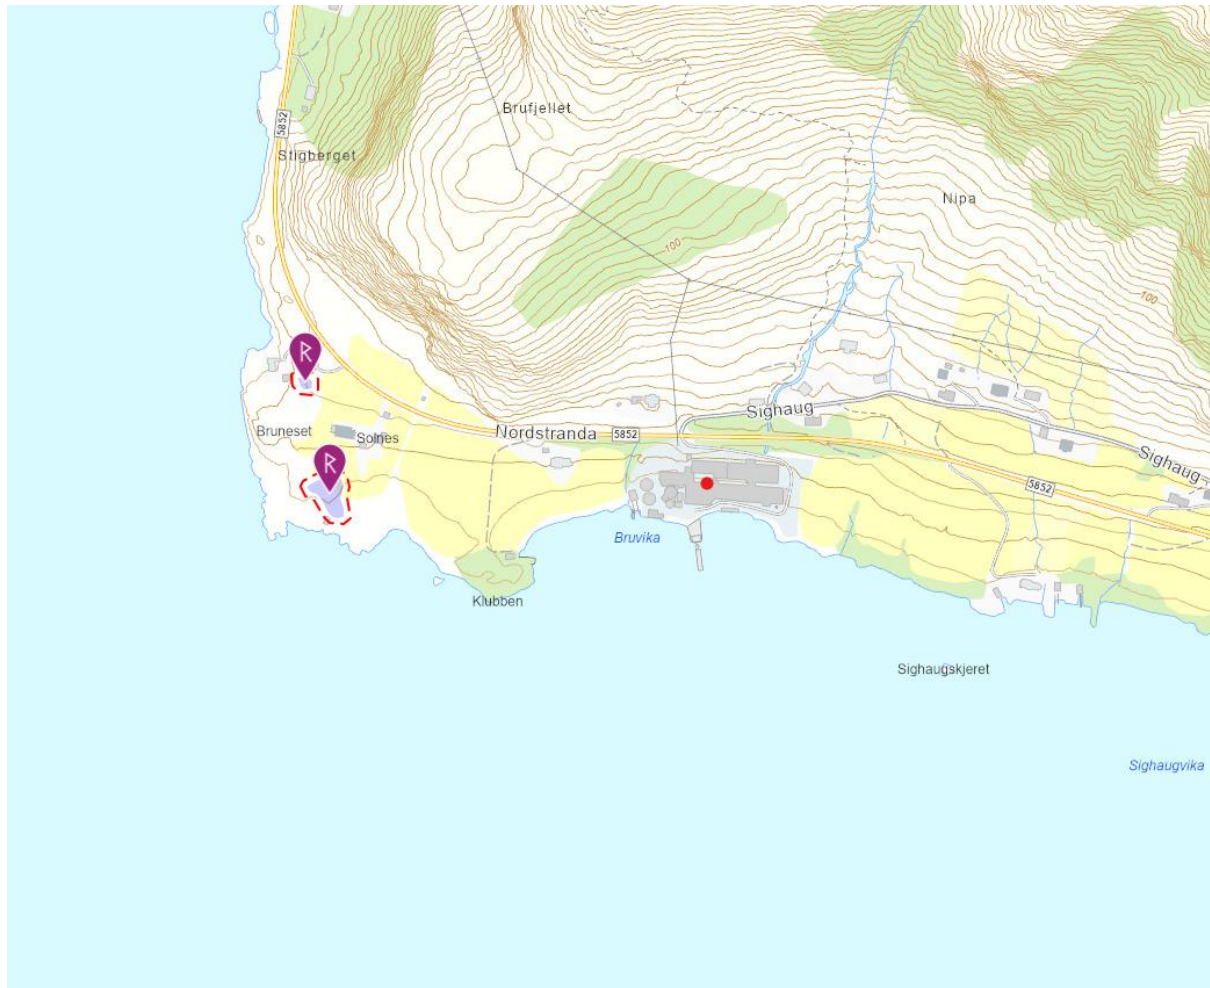 Brufjellet
5852
Stigberget
Nipa
100
100
ᚱ
Sighaug
Bruneset
Solnes
Nordstranda
5852
Sighaug
ᚱ
5852
Bruvika
Klubben
Sighaugskjeret
Sighaugvika